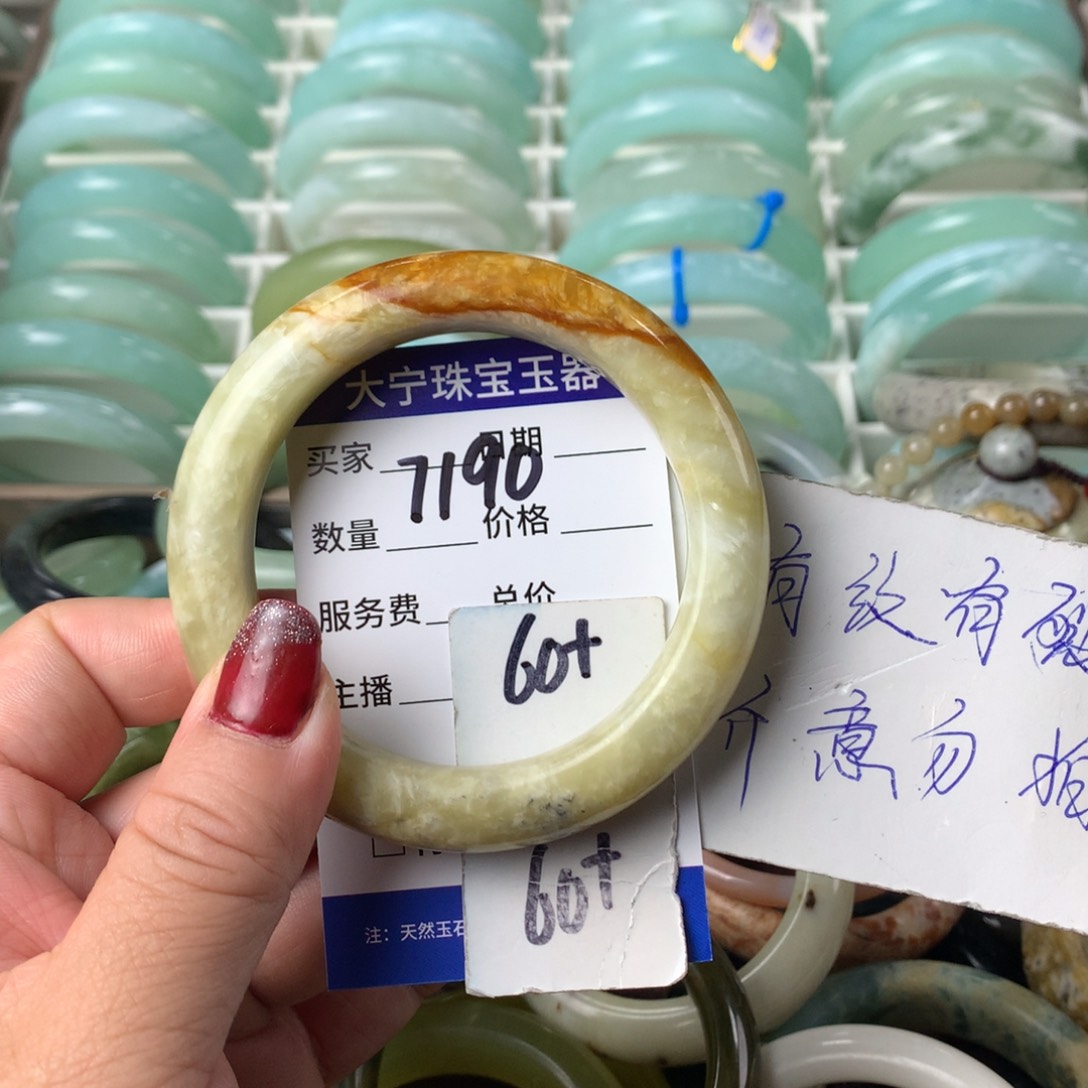 大宁珠宝玉器
买家 日期
7190
数量 价格
服务费 总价
60+
主播
60+
注：天然玉石
有纹有
介意勿拍